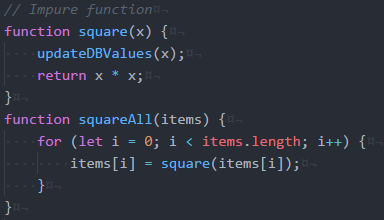 // Impure function
function square(x) {
    updateDBValues(x);
    return x * x;
}
function squareAll(items) {
    for (let i = 0; i < items.length; i++) {
        items[i] = square(items[i]);
    }
}